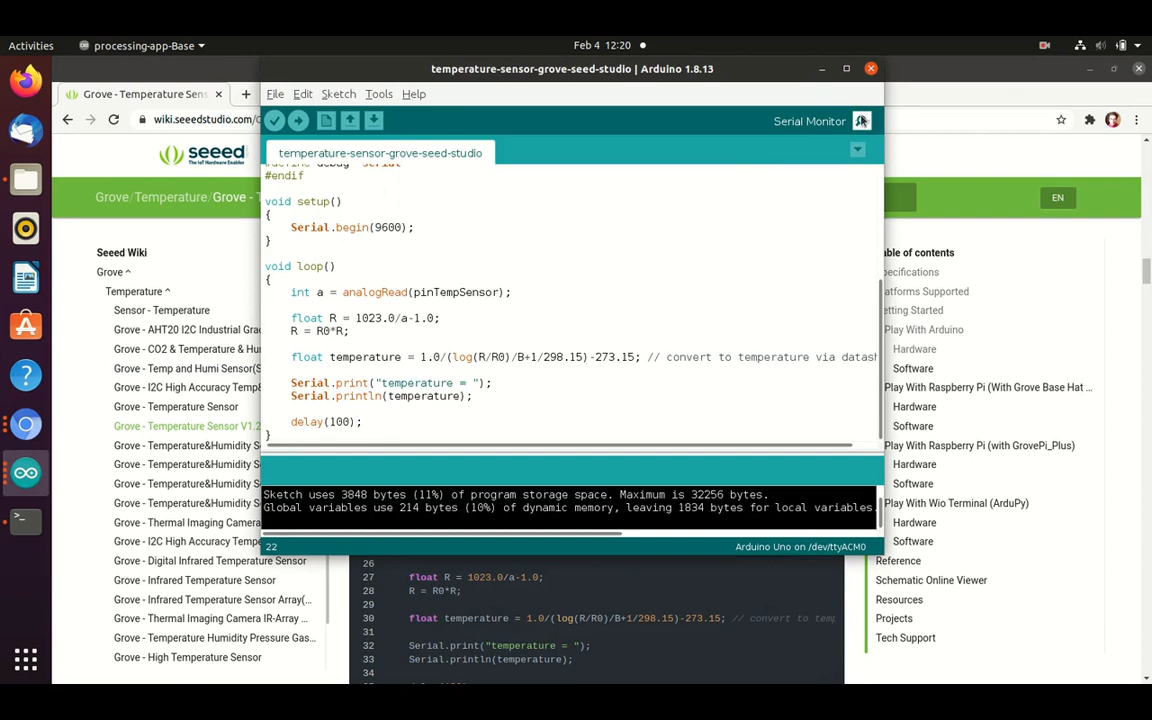 Activities
processing-app-Base
Feb 4 12:20
temperature-sensor-grove-seed-studio | Arduino 1.8.13
Grove - Temperature Sens
wiki.seeedstudio.com/
File Edit Sketch Tools Help
Serial Monitor
seeed
The IoT Hardware Enabler
temperature-sensor-grove-seed-studio
Grove/Temperature/Grove -
EN
#endif
void setup()
{
Serial.begin(9600);
}
void loop()
{
int a = analogRead(pinTempSensor);
float R = 1023.0/a-1.0;
R = R0*R;
float temperature = 1.0/(log(R/R0)/B+1/298.15)-273.15; // convert to temperature via datash
Serial.print("temperature = ");
Serial.println(temperature);
delay(100);
}
Sketch uses 3848 bytes (11%) of program storage space. Maximum is 32256 bytes.
Global variables use 214 bytes (10%) of dynamic memory, leaving 1834 bytes for local variables.
22
Arduino Uno on /dev/ttyACM0
Seeed Wiki
Grove ^
Temperature ^
Sensor - Temperature
Grove - AHT20 I2C Industrial Grad
Grove - CO2 & Temperature & Hu
Grove - Temp and Humi Sensor(S
Grove - I2C High Accuracy Temp&
Grove - Temperature Sensor
Grove - Temperature Sensor V1.2
Grove - Temperature&Humidity S
Grove - Temperature&Humidity S
Grove - Temperature&Humidity S
Grove - Temperature&Humidity S
Grove - Thermal Imaging Camera
Grove - I2C High Accuracy Temp
Grove - Digital Infrared Temperature Sensor
Grove - Infrared Temperature Sensor
Grove - Infrared Temperature Sensor Array(…
Grove - Thermal Imaging Camera IR-Array …
Grove - Temperature Humidity Pressure Gas…
Grove - High Temperature Sensor
able of contents
pecifications
latforms Supported
etting Started
lay With Arduino
Hardware
Software
Play With Raspberry Pi (With Grove Base Hat …
Hardware
Software
Play With Raspberry Pi (with GrovePi_Plus)
Hardware
Software
Play With Wio Terminal (ArduPy)
Hardware
Software
Reference
Schematic Online Viewer
Resources
Projects
Tech Support
26
27 float R = 1023.0/a-1.0;
28 R = R0*R;
29
30 float temperature = 1.0/(log(R/R0)/B+1/298.15)-273.15; // convert to temp
31
32 Serial.print("temperature = ");
33 Serial.println(temperature);
34